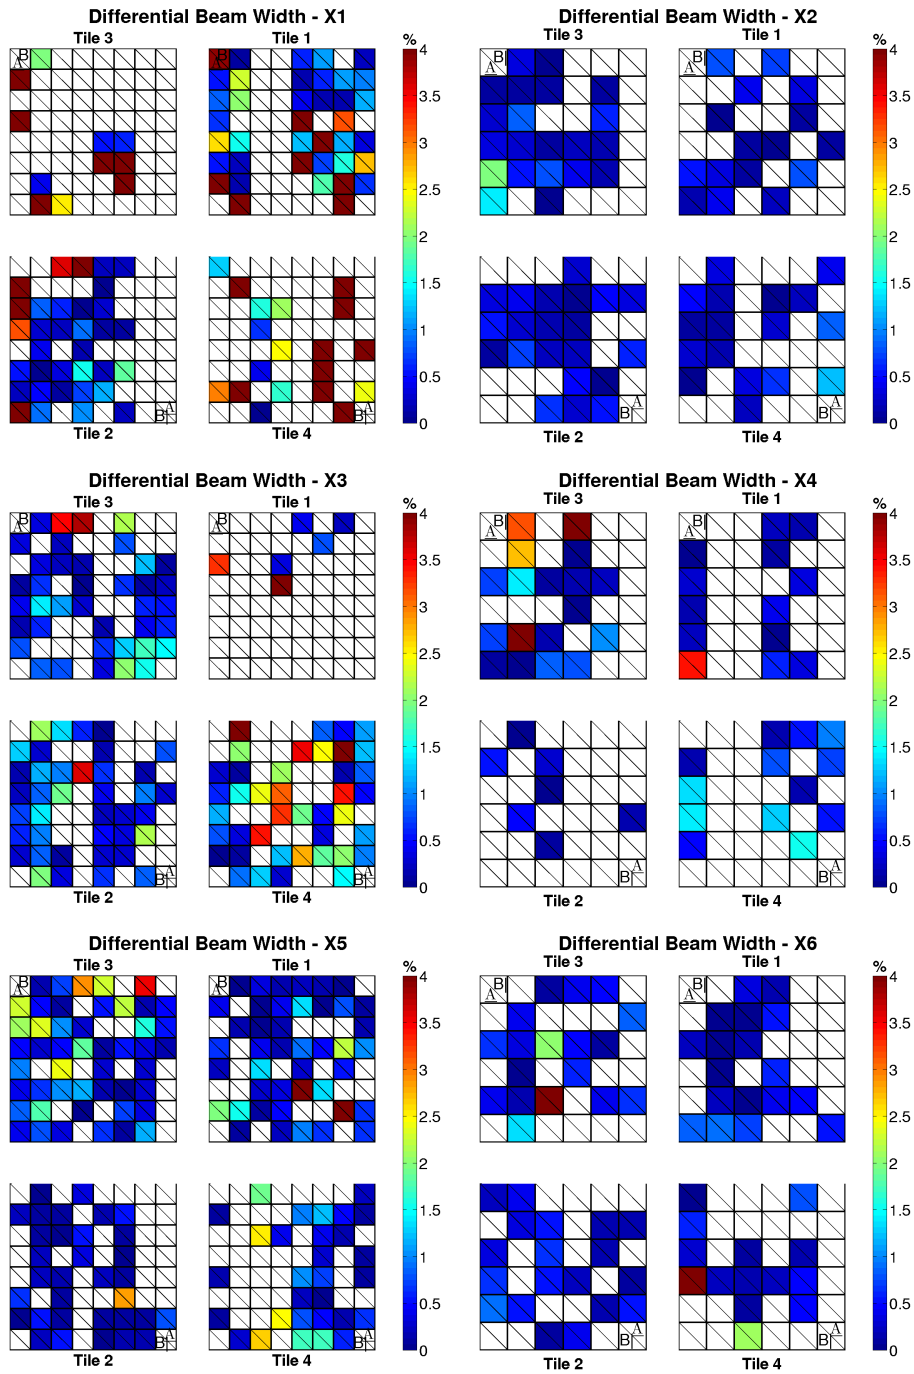 Differential Beam Width - X1
Tile 3
Tile 1
%
B
A
B
A
4
3.5
3
2.5
2
1.5
1
0.5
0
A
B
A
B
Tile 2
Tile 4
Differential Beam Width - X2
Tile 3
Tile 1
%
B
A
B
A
4
3.5
3
2.5
2
1.5
1
0.5
0
A
B
A
B
Tile 2
Tile 4
Differential Beam Width - X3
Tile 3
Tile 1
%
B
A
B
A
4
3.5
3
2.5
2
1.5
1
0.5
0
A
B
A
B
Tile 2
Tile 4
Differential Beam Width - X4
Tile 3
Tile 1
%
B
A
B
A
4
3.5
3
2.5
2
1.5
1
0.5
0
A
B
A
B
Tile 2
Tile 4
Differential Beam Width - X5
Tile 3
Tile 1
%
B
A
B
A
4
3.5
3
2.5
2
1.5
1
0.5
0
A
B
A
B
Tile 2
Tile 4
Differential Beam Width - X6
Tile 3
Tile 1
%
B
A
B
A
4
3.5
3
2.5
2
1.5
1
0.5
0
A
B
A
B
Tile 2
Tile 4